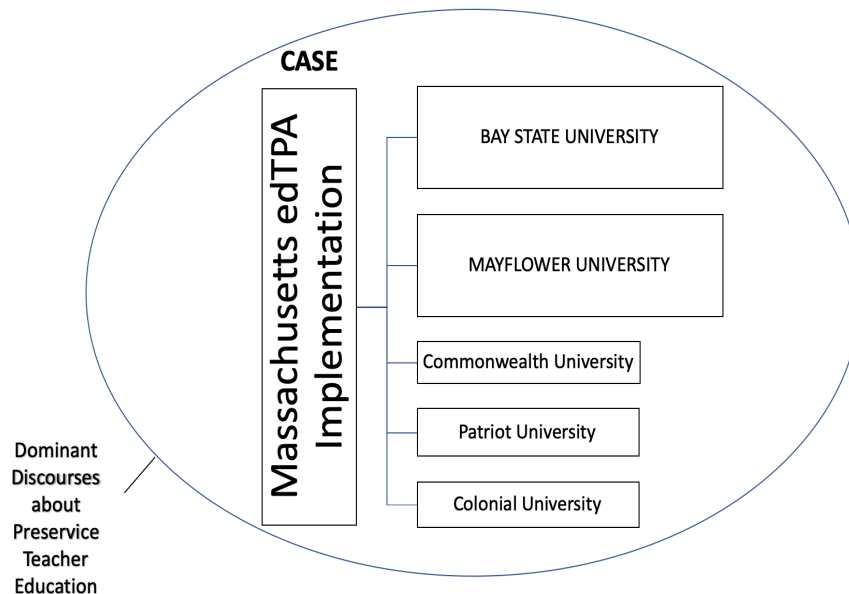 CASE
Massachusetts edTPA
Implementation
BAY STATE UNIVERSITY
MAYFLOWER UNIVERSITY
Commonwealth University
Patriot University
Colonial University
Dominant
Discourses
about
Preservice
Teacher
Education